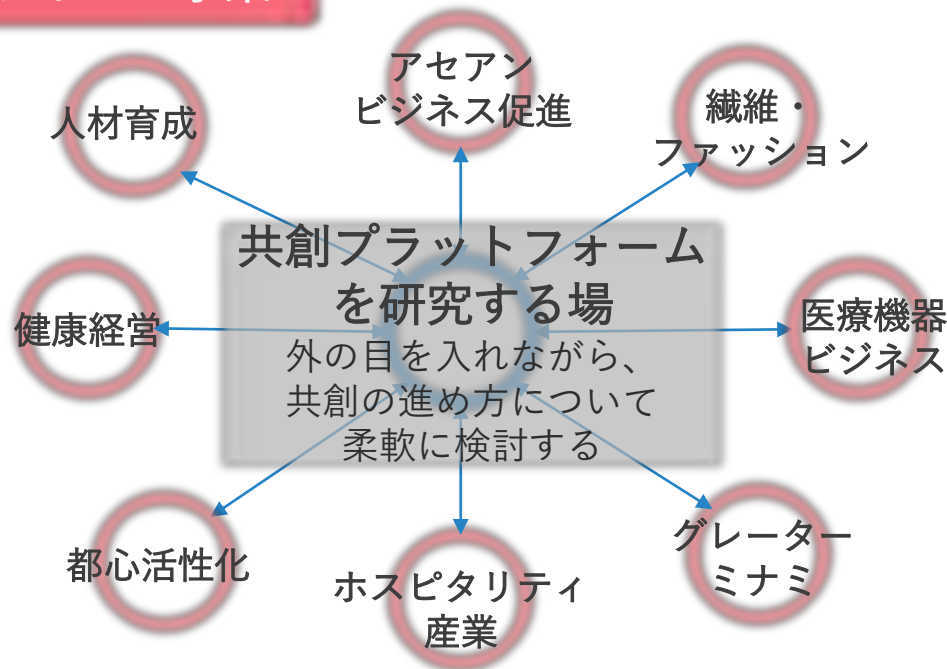 アセアン
ビジネス促進
人材育成
繊維・
ファッション
共創プラットフォーム
を研究する場
外の目を入れながら、
共創の進め方について
柔軟に検討する
健康経営
医療機器
ビジネス
都心活性化
ホスピタリティ
産業
グレーター
ミナミ